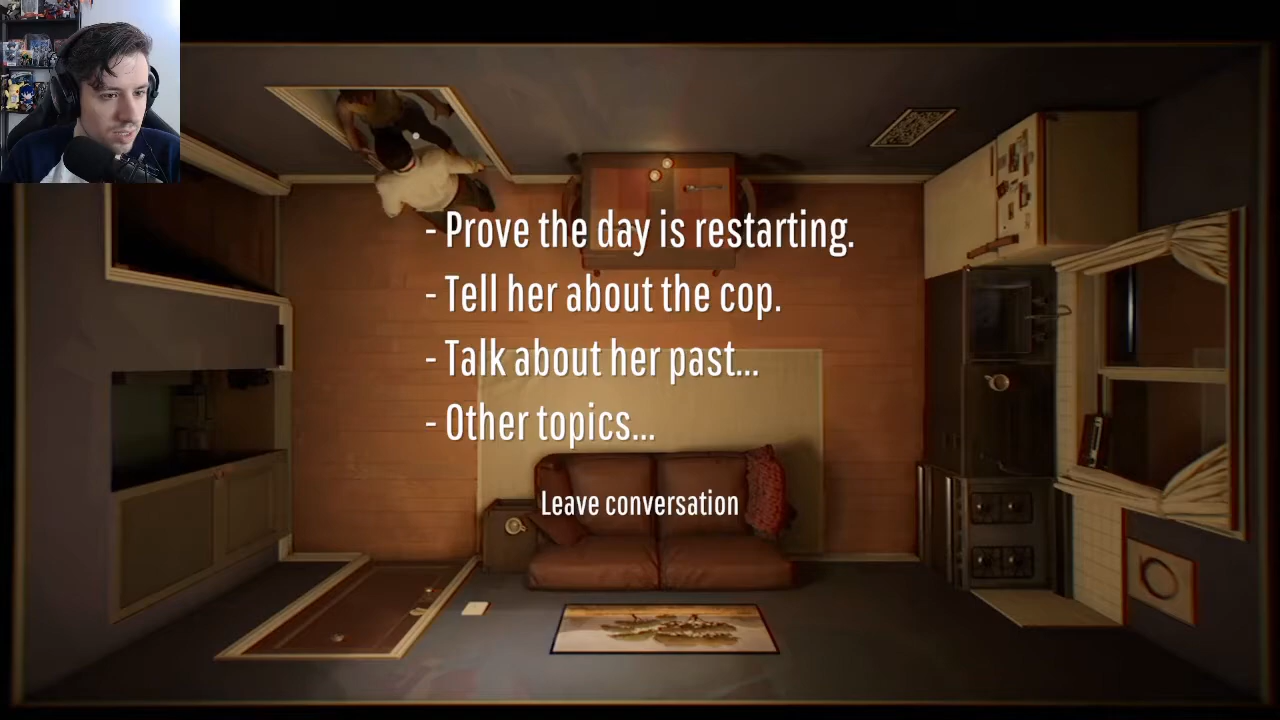 - Prove the day is restarting.
- Tell her about the cop.
- Talk about her past...
- Other topics...
Leave conversation